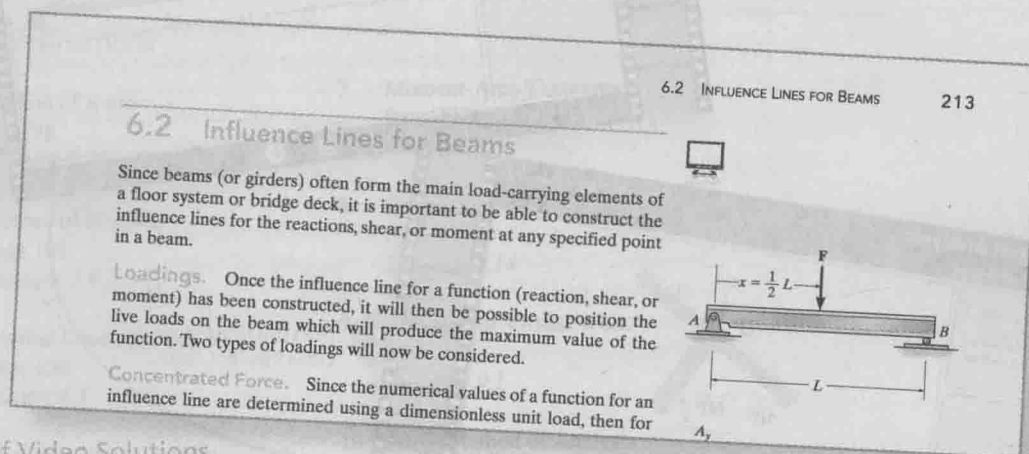 6.2 INFLUENCE LINES FOR BEAMS 213
6.2 Influence Lines for Beams
Since beams (or girders) often form the main load-carrying elements of
a floor system or bridge deck, it is important to be able to construct the
influence lines for the reactions, shear, or moment at any specified point
in a beam.
Loadings. Once the influence line for a function (reaction, shear, or
moment) has been constructed, it will then be possible to position the
live loads on the beam which will produce the maximum value of the
function. Two types of loadings will now be considered.
Concentrated Force. Since the numerical values of a function for an
influence line are determined using a dimensionless unit load, then for
F
x = 1/2 L
A
B
L
A_y
f Video Solutions